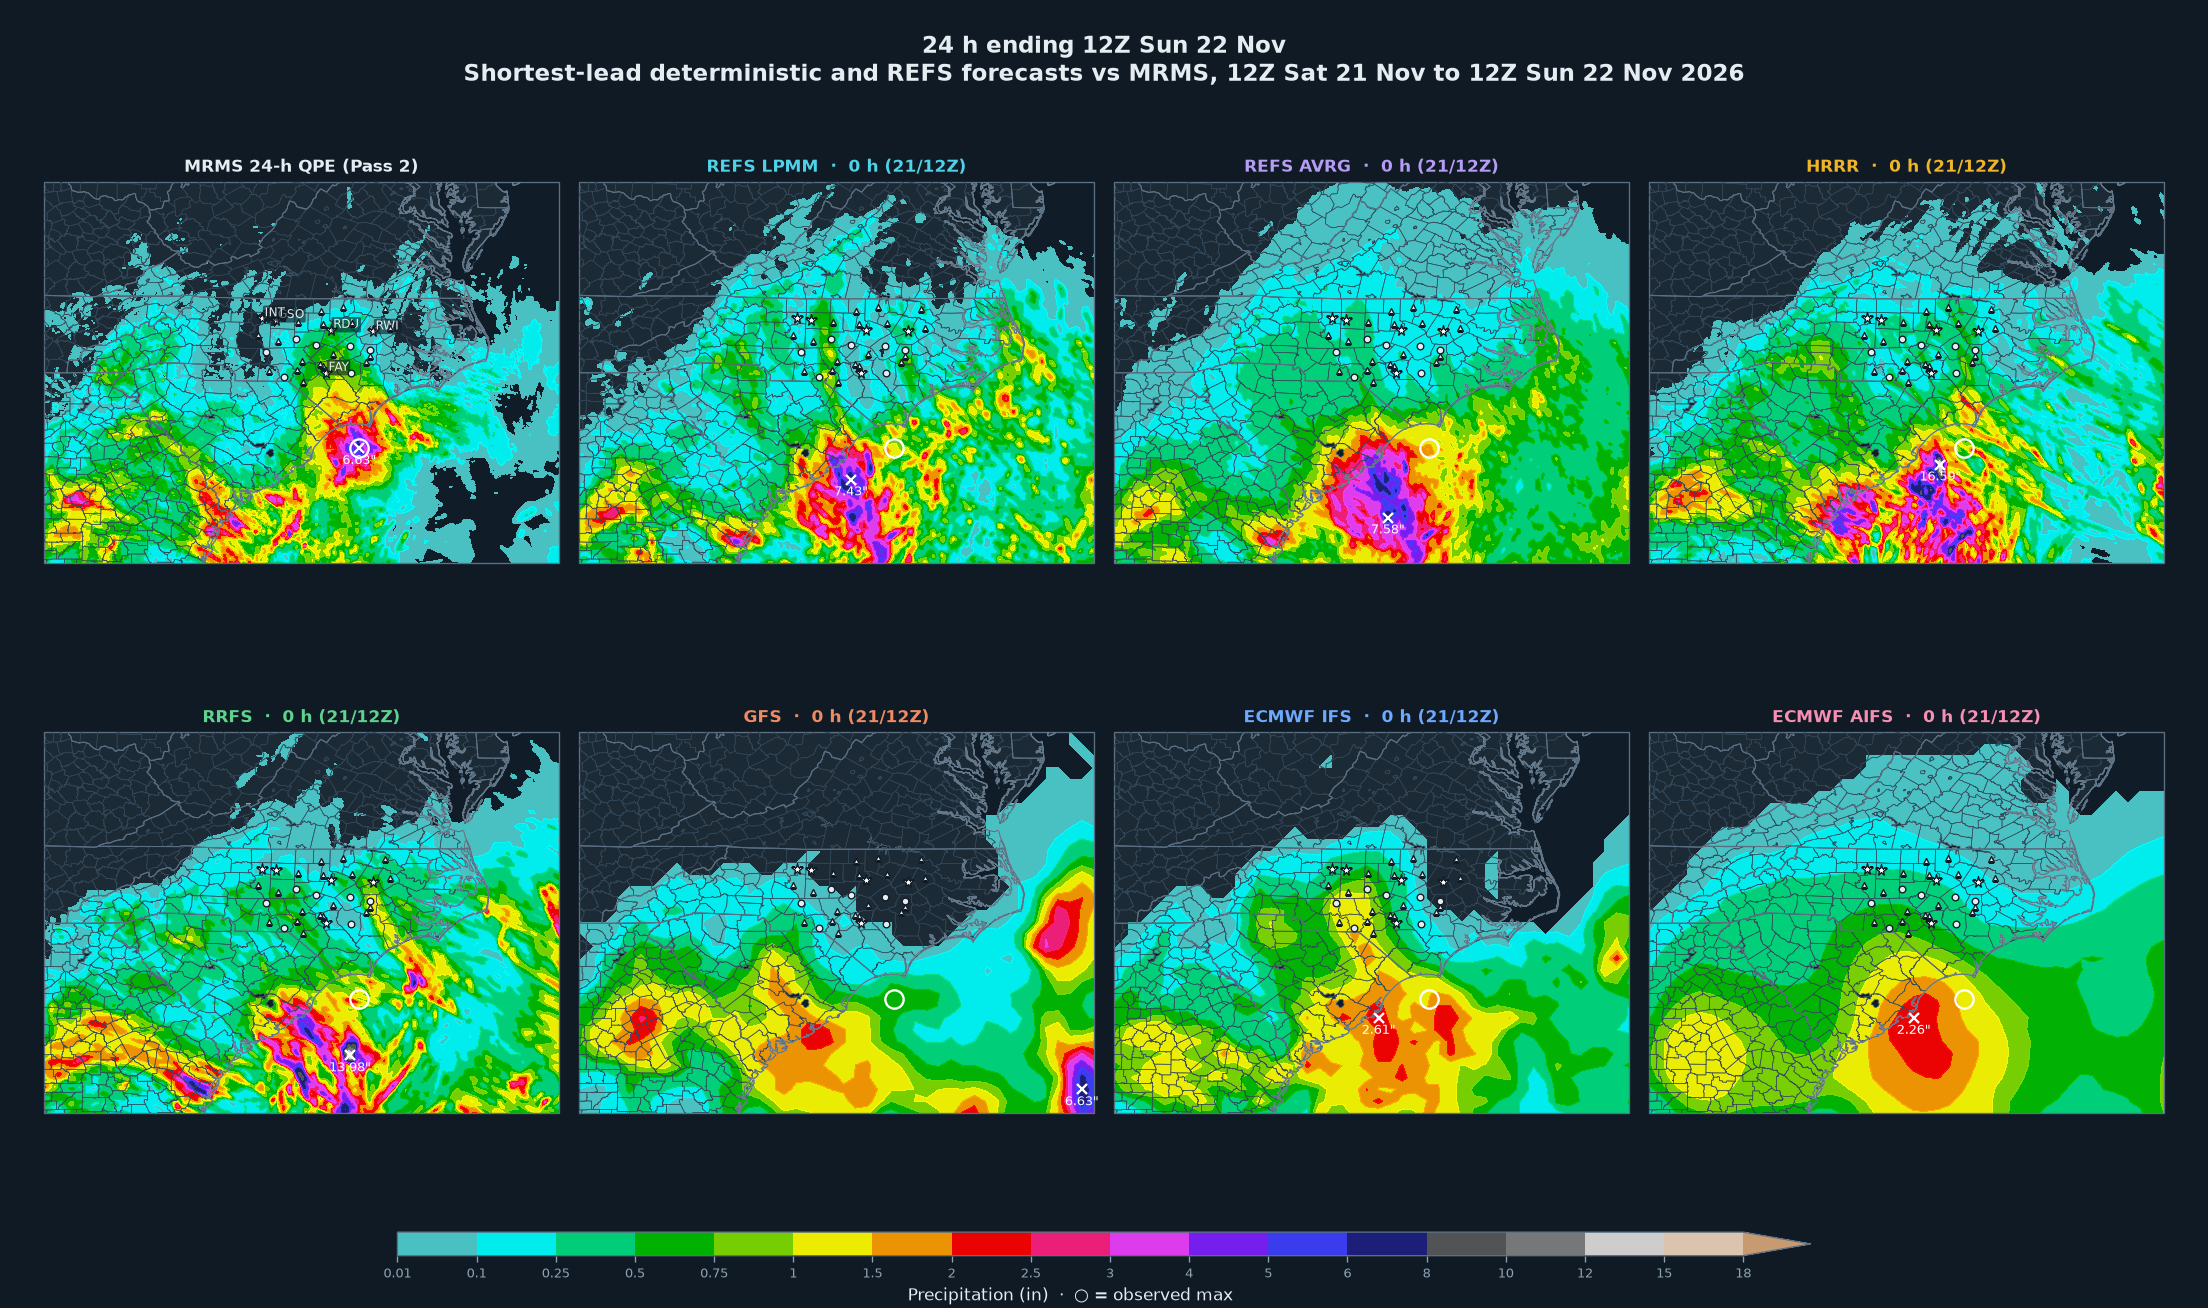 24 h ending 12Z Sun 22 Nov
Shortest-lead deterministic and REFS forecasts vs MRMS, 12Z Sat 21 Nov to 12Z Sun 22 Nov 2026
MRMS 24-h QPE (Pass 2)
REFS LPMM · 0 h (21/12Z)
REFS AVRG · 0 h (21/12Z)
HRRR · 0 h (21/12Z)
INT
SO
RDU
RWI
FAY
6.63"
7.43"
7.58"
RRFS · 0 h (21/12Z)
GFS · 0 h (21/12Z)
ECMWF IFS · 0 h (21/12Z)
ECMWF AIFS · 0 h (21/12Z)
13.98"
6.63"
2.61"
2.26"
0.01 0.1 0.25 0.5 0.75 1 1.5 2 2.5 3 4 5 6 8 10 12 15 18
Precipitation (in) · ○ = observed max